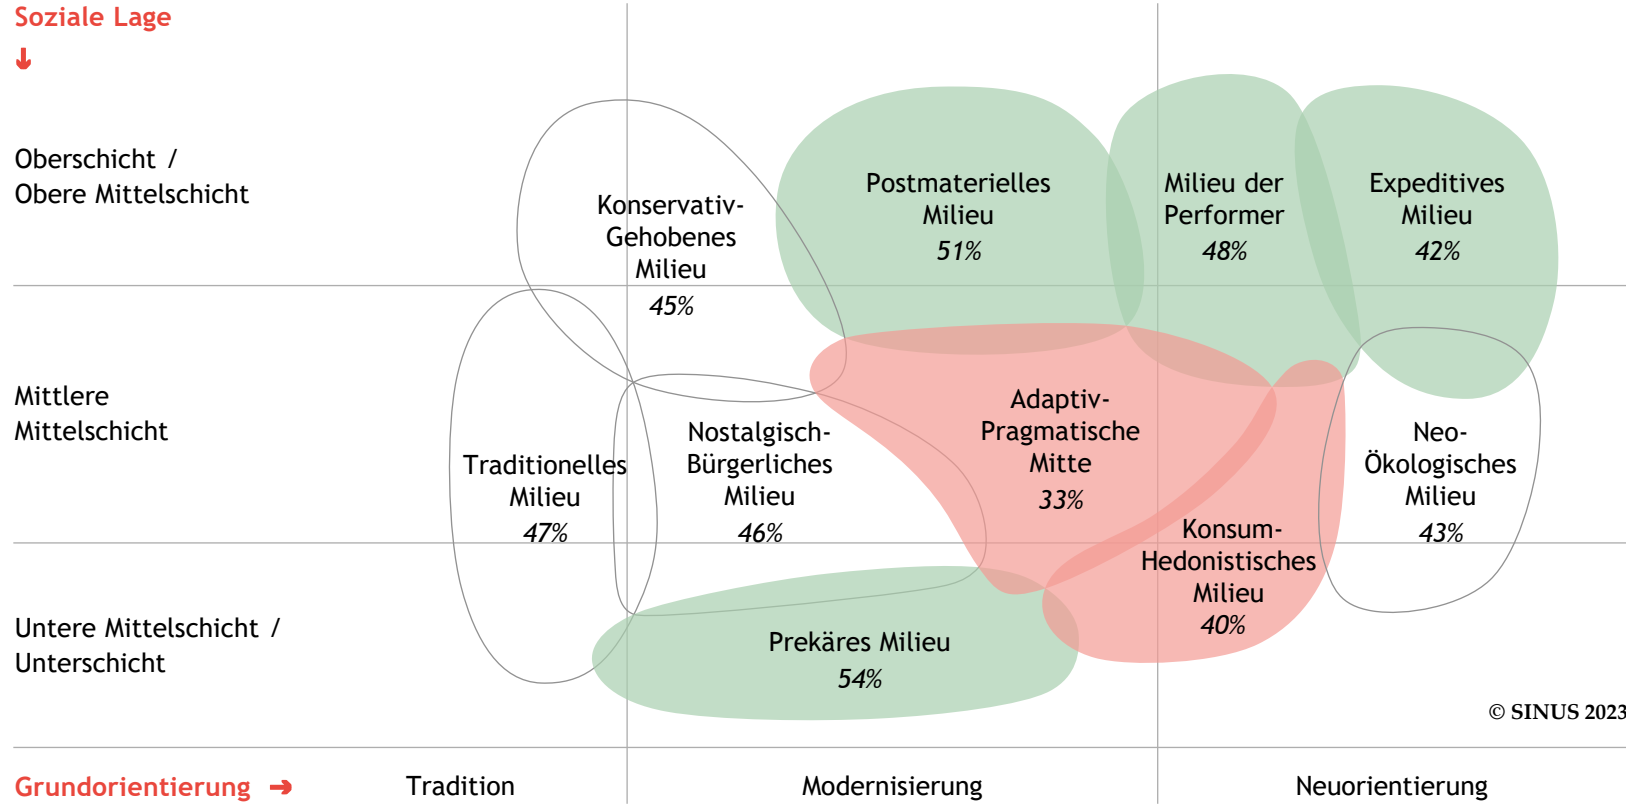 Soziale Lage
↓
Oberschicht /
Obere Mittelschicht
Konservativ-
Gehobenes
Milieu
45%
Postmaterielles
Milieu
51%
Milieu der
Performer
48%
Expeditives
Milieu
42%
Mittlere
Mittelschicht
Traditionelles
Milieu
47%
Nostalgisch-
Bürgerliches
Milieu
46%
Adaptiv-
Pragmatische
Mitte
33%
Konsum-
Hedonistisches
Milieu
40%
Neo-
Ökologisches
Milieu
43%
Untere Mittelschicht /
Unterschicht
Prekäres Milieu
54%
© SINUS 2023
Grundorientierung →
Tradition
Modernisierung
Neuorientierung